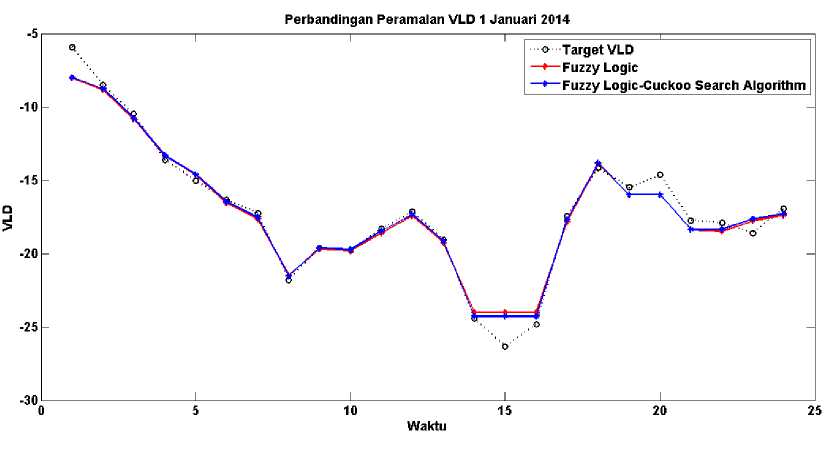 Perbandingan Peramalan VLD 1 Januari 2014
Target VLD
Fuzzy Logic
Fuzzy Logic-Cuckoo Search Algorithm
VLD
-5
-10
-15
-20
-25
-30
0 5 10 15 20 25
Waktu